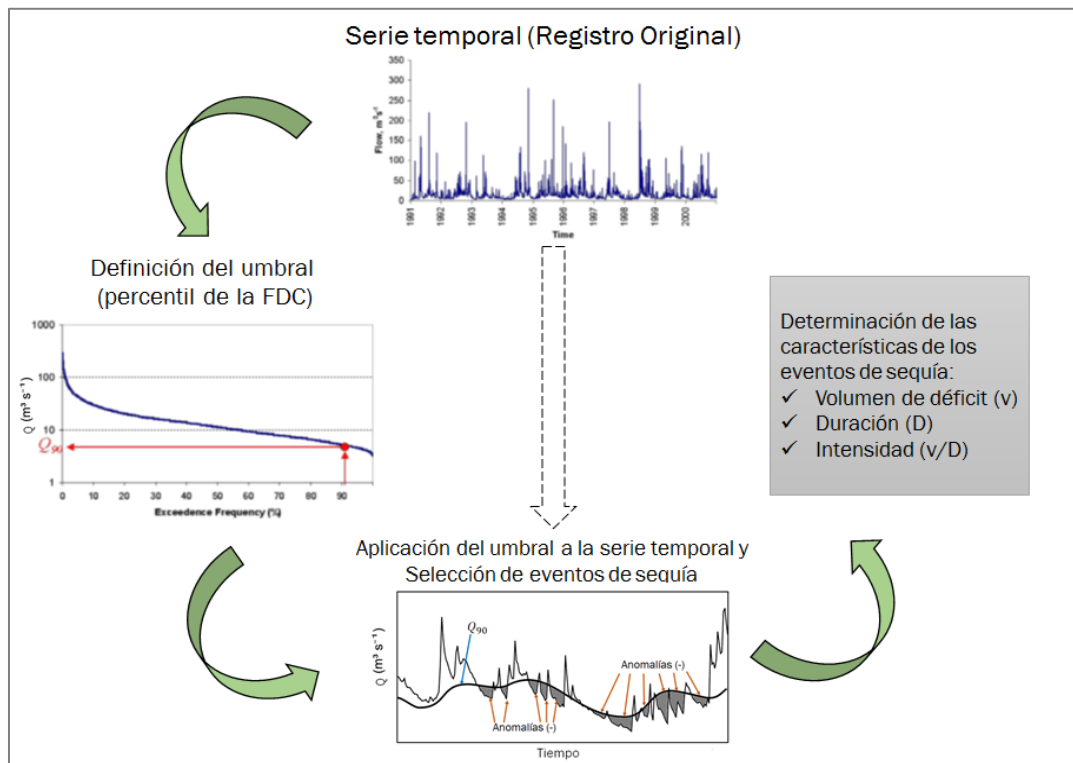 Serie temporal (Registro Original)
350
300
250
200
150
100
50
0
Flow, m³s⁻¹
1991
1992
1993
1994
1995
1996
1997
1998
1999
2000
Time
Definición del umbral
(percentil de la FDC)
1000
100
10
1
Q (m³ s⁻¹)
Q90
0 10 20 30 40 50 60 70 80 90
Exceedence Frequency (%)
Determinación de las
características de los
eventos de sequía:
✓ Volumen de déficit (v)
✓ Duración (D)
✓ Intensidad (v/D)
Aplicación del umbral a la serie temporal y
Selección de eventos de sequía
Q (m³ s⁻¹)
Q90
Anomalías (-)
Anomalías (-)
Anomalías (-)
Tiempo